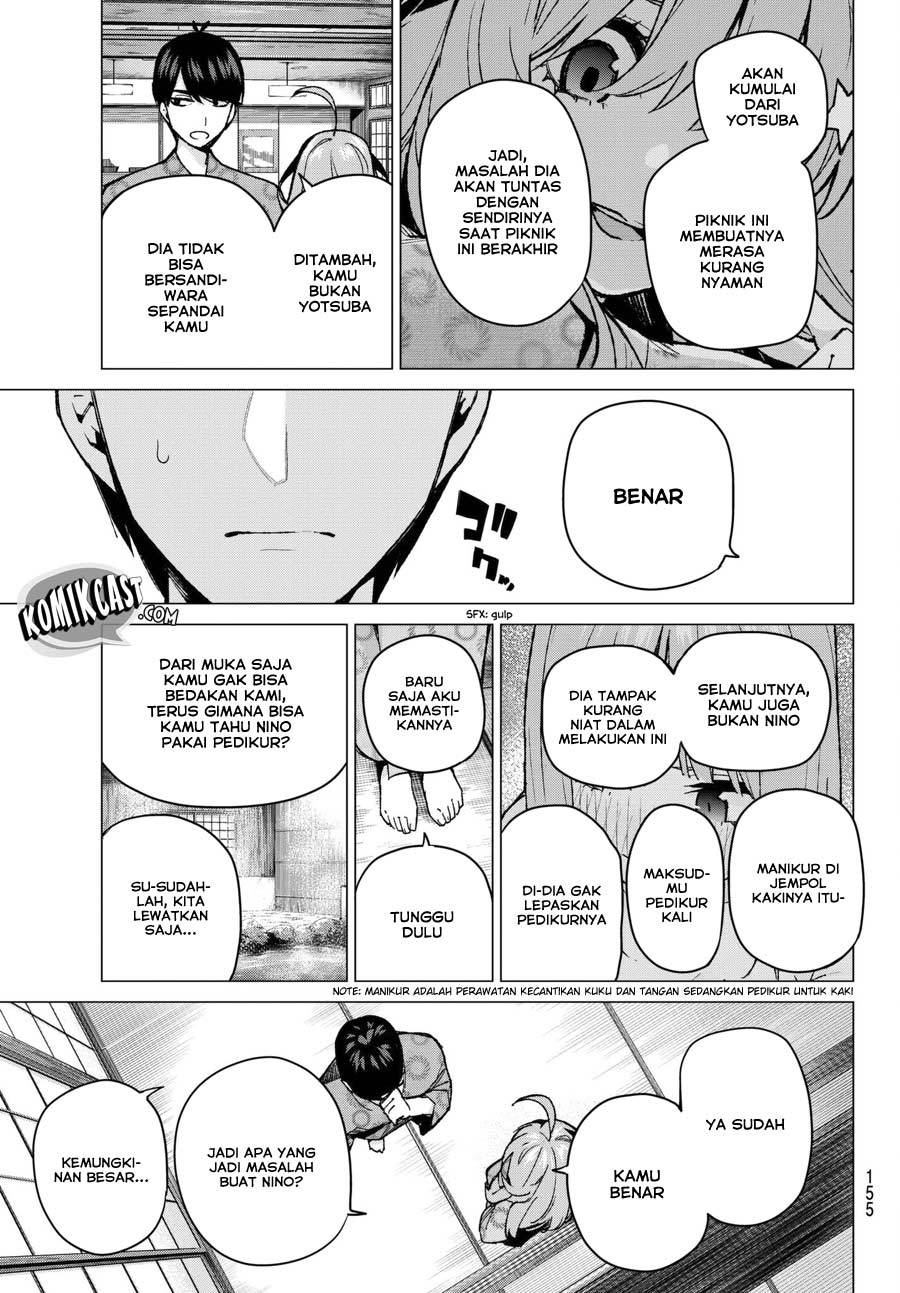 AKAN
KUMULAI
DARI
YOTSUBA
PIKNIK INI
MEMBUATNYA
MERASA
KURANG
NYAMAN
JADI,
MASALAH DIA
AKAN TUNTAS
DENGAN
SENDIRINYA
SAAT PIKNIK
INI BERAKHIR
DITAMBAH,
KAMU
BUKAN
YOTSUBA
DIA TIDAK
BISA
BERSANDI-
WARA
SEPANDAI
KAMU
BENAR
ゴクッ
SFX: gulp
KOMIKCAST
.COM
SELANJUTNYA,
KAMU JUGA
BUKAN NINO
DIA TAMPAK
KURANG
NIAT DALAM
MELAKUKAN INI
MANIKUR DI
JEMPOL
KAKINYA ITU-
MAKSUD-
MU
PEDIKUR
KALI
DI-DIA GAK
LEPASKAN
PEDIKURNYA
BARU
SAJA AKU
MEMASTI-
KANNYA
TUNGGU
DULU
DARI MUKA SAJA
KAMU GAK BISA
BEDAKAN KAMI,
TERUS GIMANA BISA
KAMU TAHU NINO
PAKAI PEDIKUR?
SU-SUDAH-
LAH, KITA
LEWATKAN
SAJA...
NOTE: MANIKUR ADALAH PERAWATAN KECANTIKAN KUKU DAN TANGAN SEDANGKAN PEDIKUR UNTUK KAKI
YA SUDAH
KAMU
BENAR
JADI APA YANG
JADI MASALAH
BUAT NINO?
KEMUNGKI-
NAN BESAR...
155